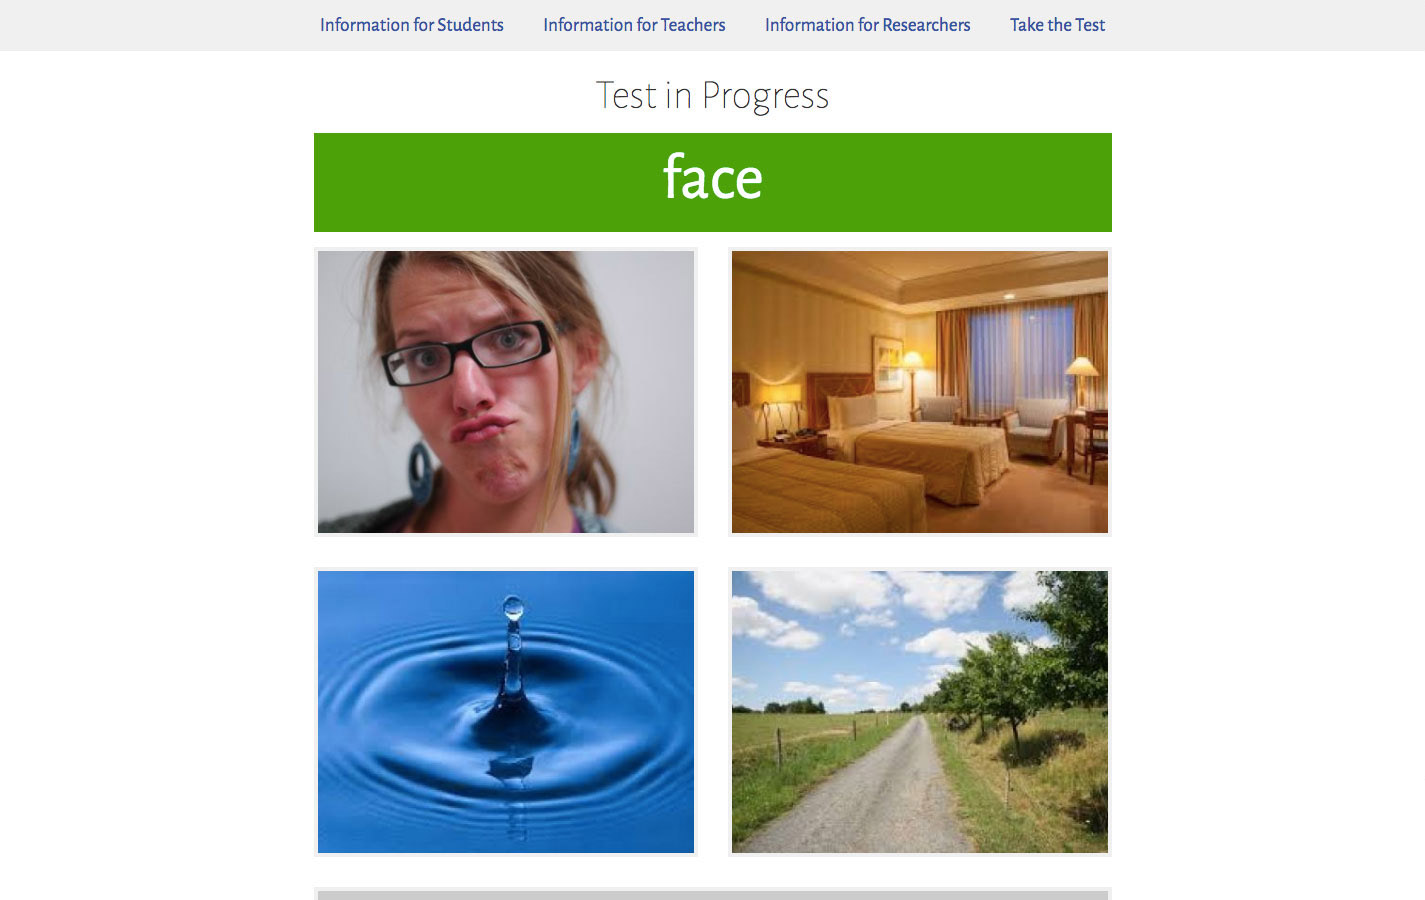 Information for Students Information for Teachers Information for Researchers Take the Test
Test in Progress
face